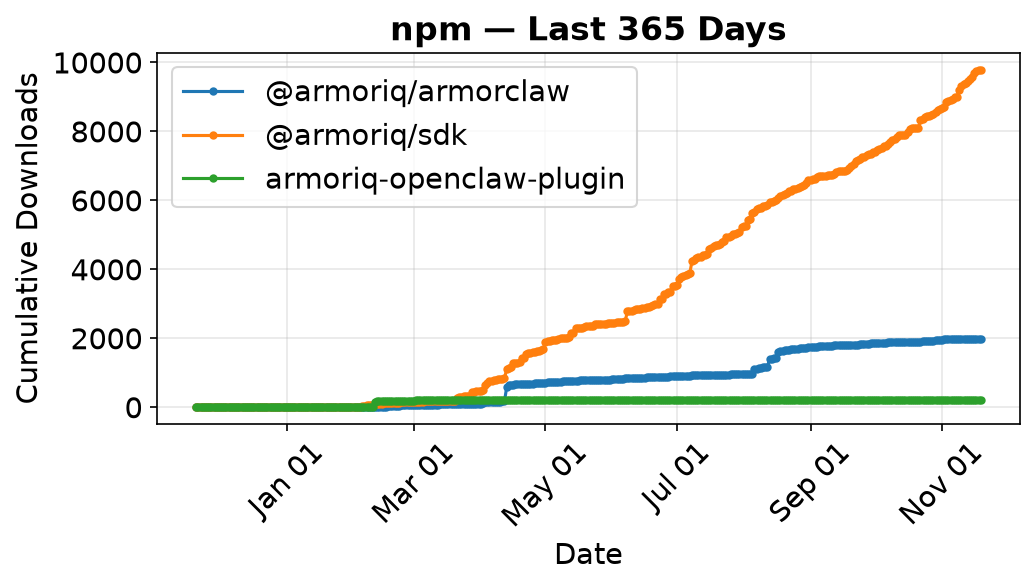 npm — Last 365 Days
Cumulative Downloads
10000
8000
6000
4000
2000
0
@armoriq/armorclaw
@armoriq/sdk
armoriq-openclaw-plugin
Jan 01
Mar 01
May 01
Jul 01
Sep 01
Nov 01
Date